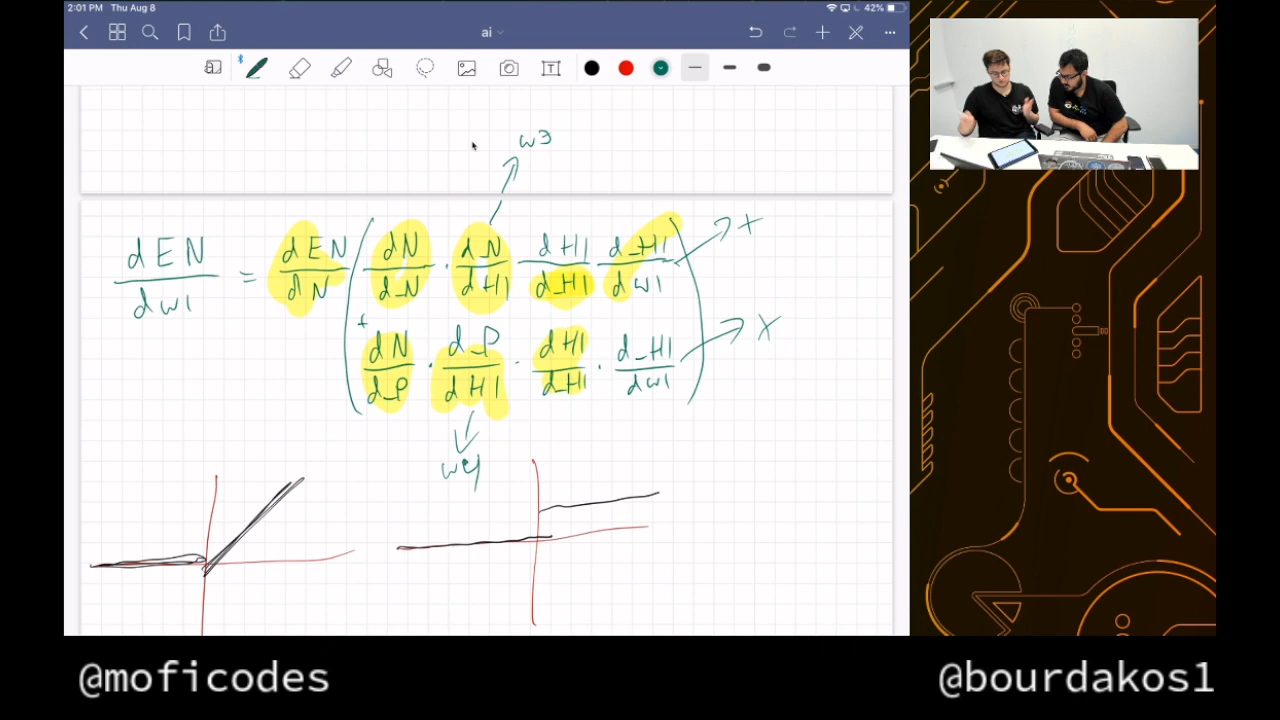 2:01 PM Thu Aug 8
42%
ai
T
w3
dEN/dw1 = dEN/dN ( dN/d_N · d_N/dH1 dH1/d_H1 d_H1/dw1 → X
+ dN/d_P · d_P/dH1 · dH1/d_H1 · d_H1/dw1 ) → X
w4
@moficodes
@bourdakos1